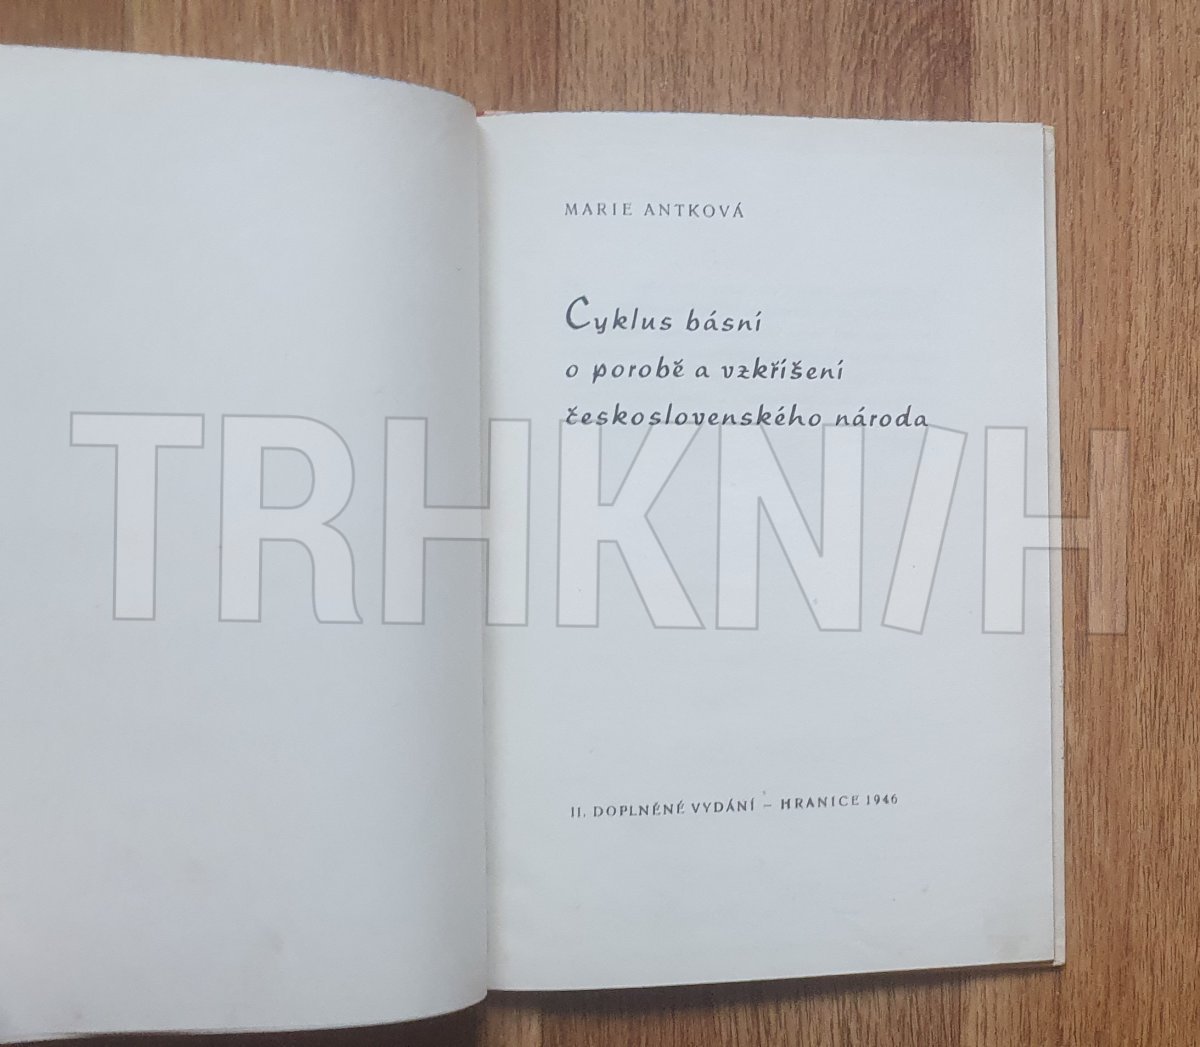 MARIE ANTKOVÁ
Cyklus básní
o porobě a vzkříšení
československého národa
TRHKNIH
II. DOPLNĚNÉ VYDÁNÍ – HRANICE 1946